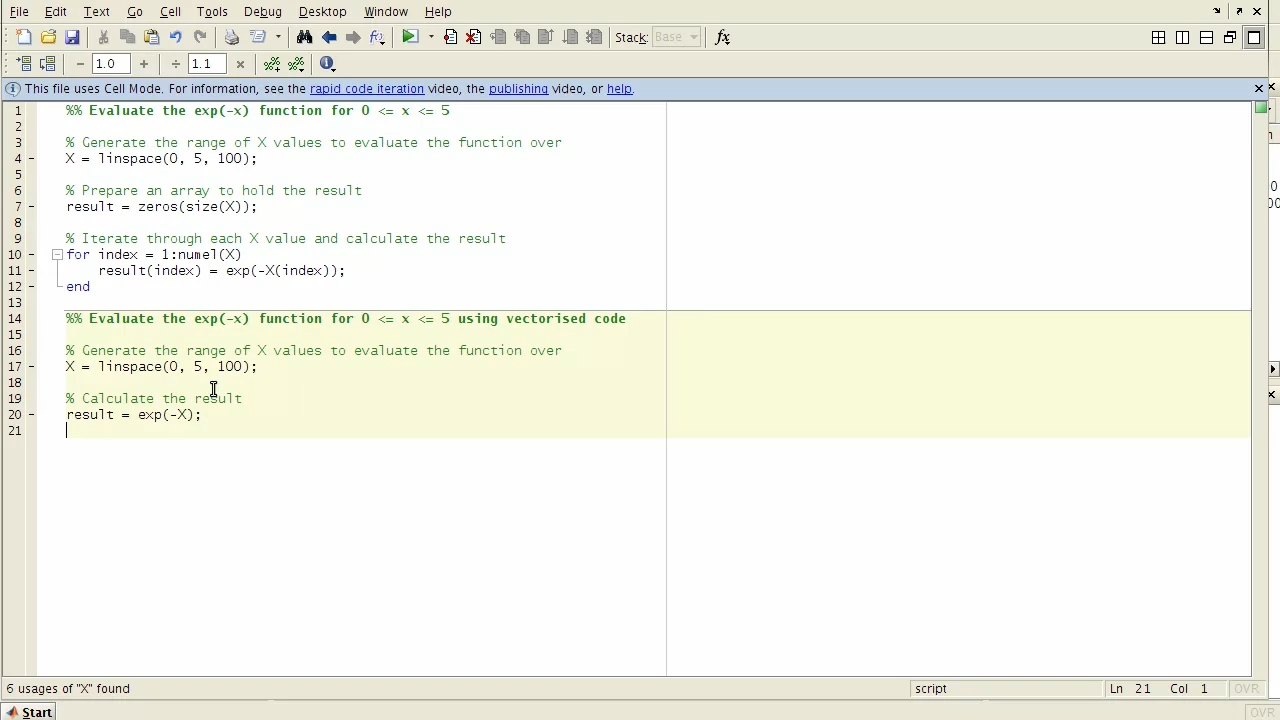 File Edit Text Go Cell Tools Debug Desktop Window Help
Stack: Base fx
− 1.0 + ÷ 1.1 ×
This file uses Cell Mode. For information, see the rapid code iteration video, the publishing video, or help.
1 %% Evaluate the exp(-x) function for 0 <= x <= 5
2
3 % Generate the range of X values to evaluate the function over
4 - X = linspace(0, 5, 100);
5
6 % Prepare an array to hold the result
7 - result = zeros(size(X));
8
9 % Iterate through each X value and calculate the result
10 - for index = 1:numel(X)
11 - result(index) = exp(-X(index));
12 - end
13
14 %% Evaluate the exp(-x) function for 0 <= x <= 5 using vectorised code
15
16 % Generate the range of X values to evaluate the function over
17 - X = linspace(0, 5, 100);
18
19 % Calculate the result
20 - result = exp(-X);
21
6 usages of "X" found script Ln 21 Col 1 OVR
Start OVR